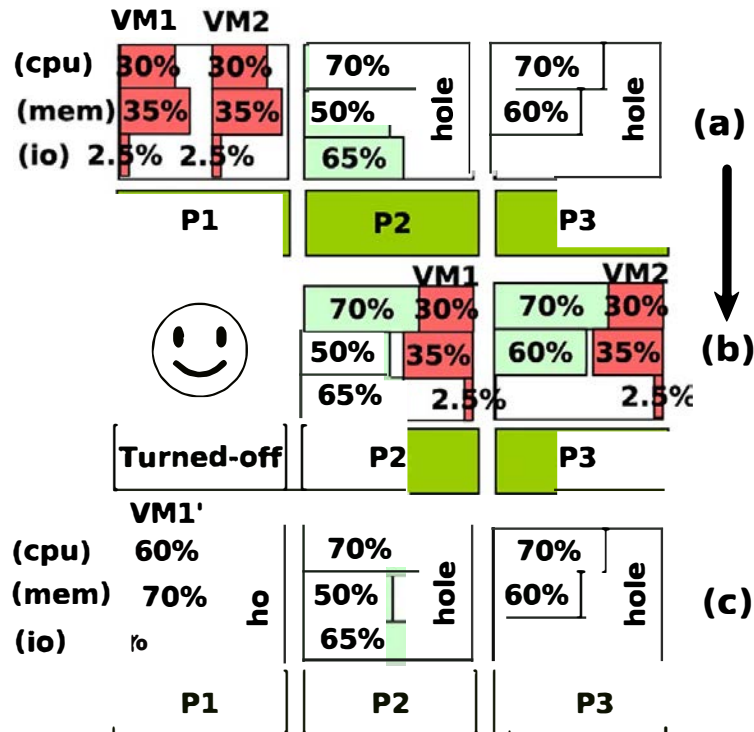 VM1 VM2
(cpu) 30% 30% 70% 70%
(mem) 35% 35% 50% hole 60% hole (a)
(io) 2.5% 2.5% 65%
P1 P2 P3
VM1 VM2
70% 30% 70% 30%
50% 35% 60% 35% (b)
65% 2.5% 2.5%
Turned-off P2 P3
VM1'
(cpu) 60% 70% 70%
(mem) 70% ho 50% hole 60% hole (c)
(io) 65%
P1 P2 P3